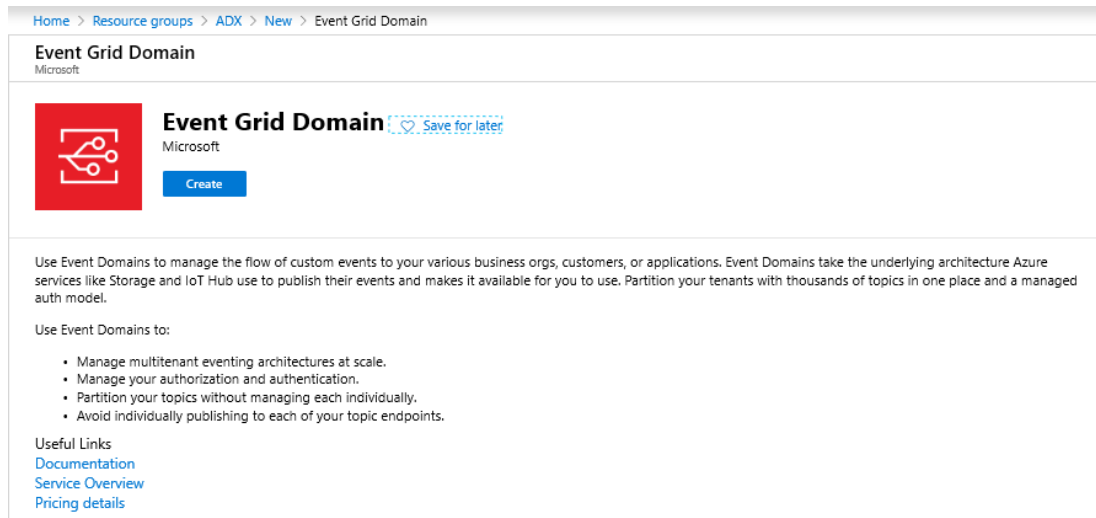 Home > Resource groups > ADX > New > Event Grid Domain
Event Grid Domain
Microsoft
Event Grid Domain Save for later
Microsoft
Create
Use Event Domains to manage the flow of custom events to your various business orgs, customers, or applications. Event Domains take the underlying architecture Azure
services like Storage and IoT Hub use to publish their events and makes it available for you to use. Partition your tenants with thousands of topics in one place and a managed
auth model.
Use Event Domains to:
• Manage multitenant eventing architectures at scale.
• Manage your authorization and authentication.
• Partition your topics without managing each individually.
• Avoid individually publishing to each of your topic endpoints.
Useful Links
Documentation
Service Overview
Pricing details